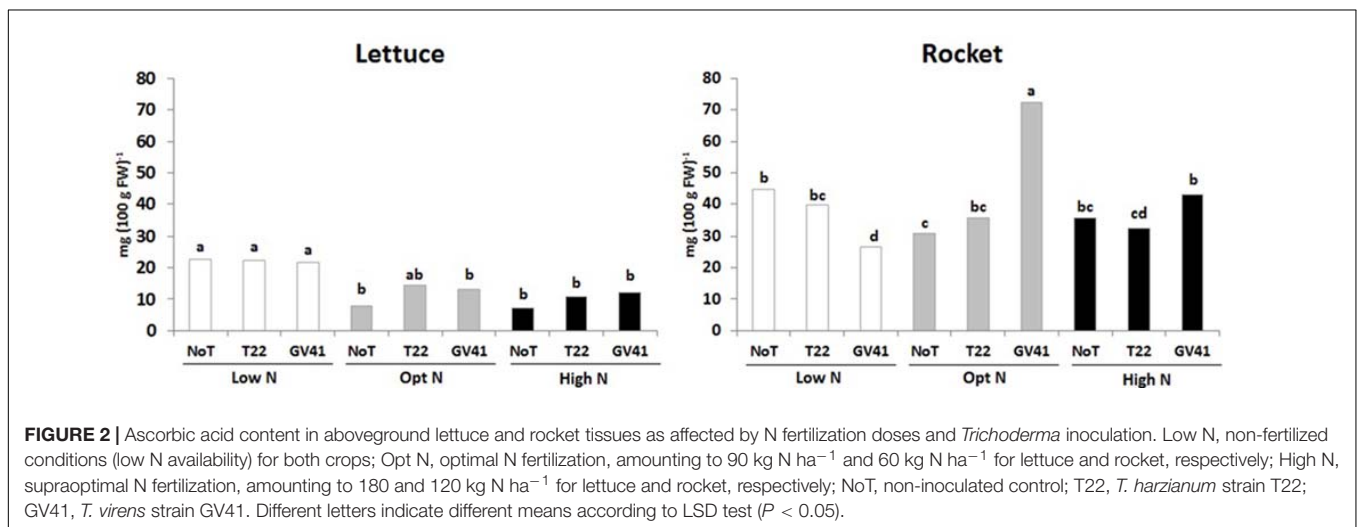 Lettuce
mg (100 g FW)-1
80
70
60
50
40
30
20
10
0
a a a b ab b b b b
NoT T22 GV41 NoT T22 GV41 NoT T22 GV41
Low N Opt N High N
Rocket
mg (100 g FW)-1
80
70
60
50
40
30
20
10
0
b bc d c bc a bc cd b
NoT T22 GV41 NoT T22 GV41 NoT T22 GV41
Low N Opt N High N
FIGURE 2 | Ascorbic acid content in aboveground lettuce and rocket tissues as affected by N fertilization doses and Trichoderma inoculation. Low N, non-fertilized
conditions (low N availability) for both crops; Opt N, optimal N fertilization, amounting to 90 kg N ha−1 and 60 kg N ha−1 for lettuce and rocket, respectively; High N,
supraoptimal N fertilization, amounting to 180 and 120 kg N ha−1 for lettuce and rocket, respectively; NoT, non-inoculated control; T22, T. harzianum strain T22;
GV41, T. virens strain GV41. Different letters indicate different means according to LSD test (P < 0.05).